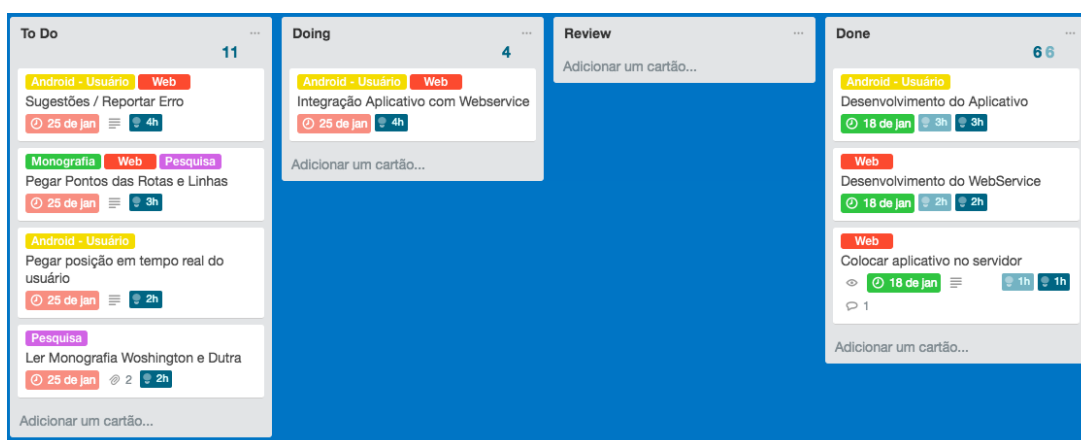 To Do ...
11
Android - Usuário Web
Sugestões / Reportar Erro
25 de jan 4h
Monografia Web Pesquisa
Pegar Pontos das Rotas e Linhas
25 de jan 3h
Android - Usuário
Pegar posição em tempo real do
usuário
25 de jan 2h
Pesquisa
Ler Monografia Woshington e Dutra
25 de jan 2 2h
Adicionar um cartão...
Doing ...
4
Android - Usuário Web
Integração Aplicativo com Webservice
25 de jan 4h
Adicionar um cartão...
Review ...
Adicionar um cartão...
Done ...
6 6
Android - Usuário
Desenvolvimento do Aplicativo
18 de jan 3h 3h
Web
Desenvolvimento do WebService
18 de jan 2h 2h
Web
Colocar aplicativo no servidor
18 de jan 1h 1h
1
Adicionar um cartão...